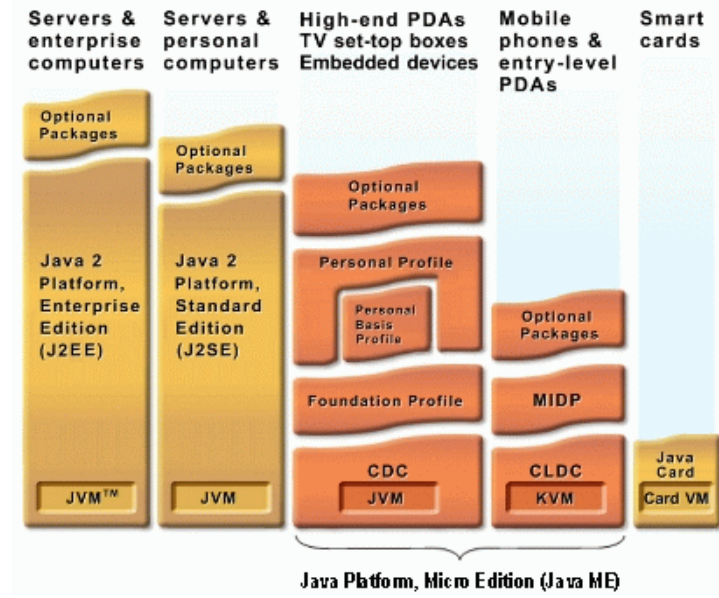 Servers &
enterprise
computers
Servers &
personal
computers
High-end PDAs
TV set-top boxes
Embedded devices
Mobile
phones &
entry-level
PDAs
Smart
cards
Optional
Packages
Java 2
Platform,
Enterprise
Edition
(J2EE)
JVM™
Optional
Packages
Java 2
Platform,
Standard
Edition
(J2SE)
JVM
Optional
Packages
Personal Profile
Personal
Basis
Profile
Foundation Profile
CDC
JVM
Optional
Packages
MIDP
CLDC
KVM
Java
Card
Card VM
Java Platform, Micro Edition (Java ME)